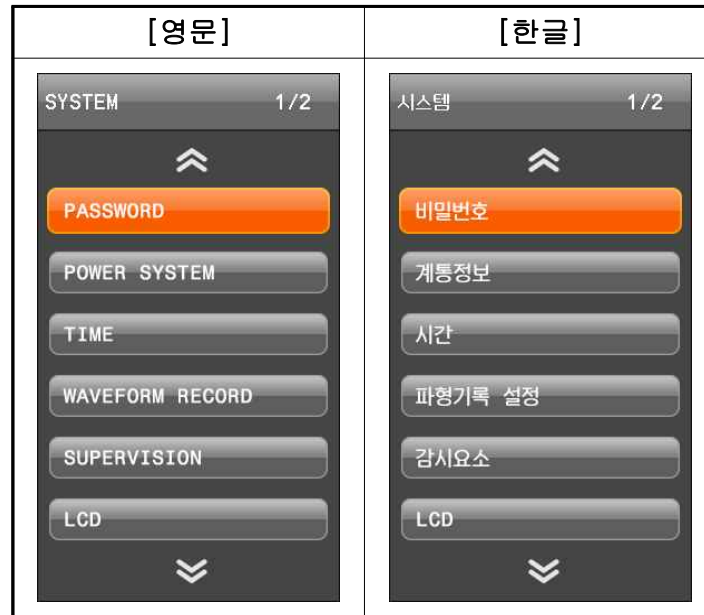 [영문]
[한글]
SYSTEM 1/2
PASSWORD
POWER SYSTEM
TIME
WAVEFORM RECORD
SUPERVISION
LCD
시스템 1/2
비밀번호
계통정보
시간
파형기록 설정
감시요소
LCD